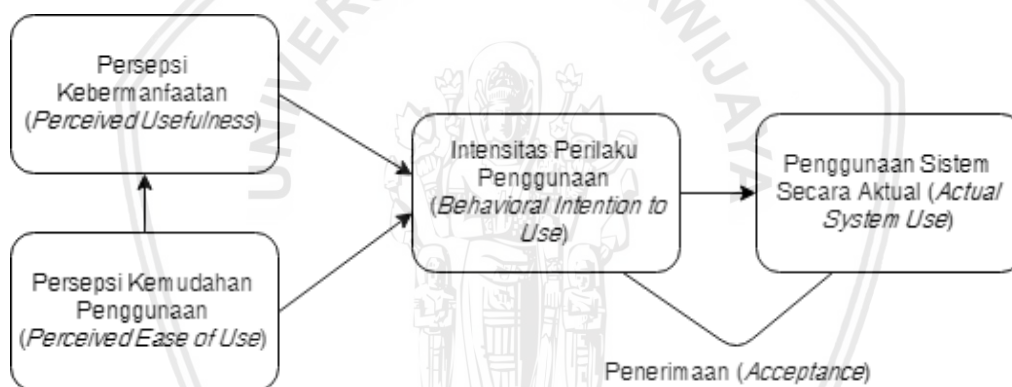 Persepsi
Kebermanfaatan
(Perceived Usefulness)
Persepsi Kemudahan
Penggunaan
(Perceived Ease of Use)
Intensitas Perilaku
Penggunaan
(Behavioral Intention to
Use)
Penggunaan Sistem
Secara Aktual (Actual
System Use)
Penerimaan (Acceptance)